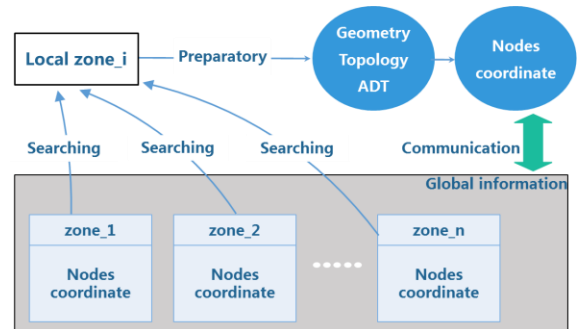 Local zone_i
Preparatory
Geometry
Topology
ADT
Nodes
coordinate
Searching
Searching
Searching
Communication
Global information
zone_1
Nodes
coordinate
zone_2
Nodes
coordinate
zone_n
Nodes
coordinate